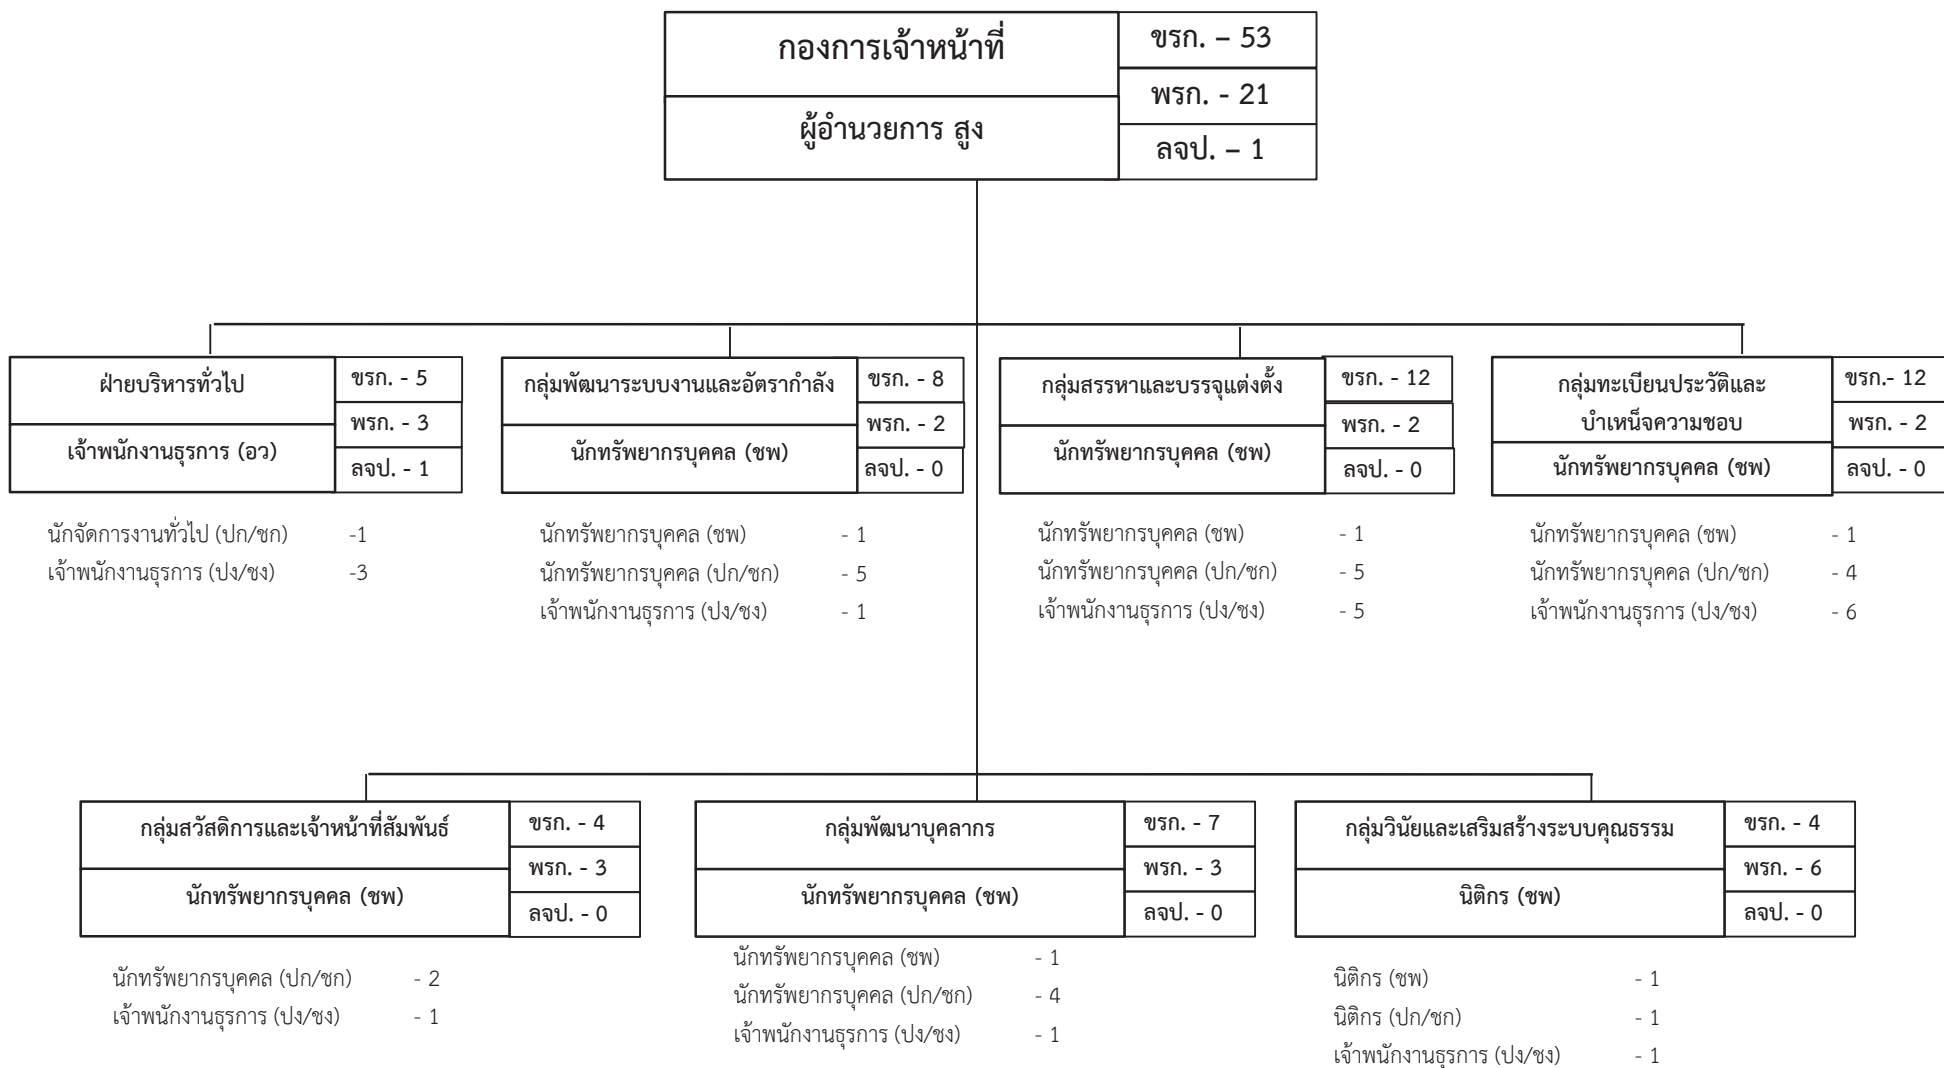 กองการเจ้าหน้าที่
ผู้อำนวยการ สูง
ขรก. – 53
พรก. - 21
ลจป. – 1
ฝ่ายบริหารทั่วไป
เจ้าพนักงานธุรการ (อว)
ขรก. - 5
พรก. - 3
ลจป. - 1
นักจัดการงานทั่วไป (ปก/ชก) -1
เจ้าพนักงานธุรการ (ปง/ชง) -3
กลุ่มพัฒนาระบบงานและอัตรากำลัง
นักทรัพยากรบุคคล (ชพ)
ขรก. - 8
พรก. - 2
ลจป. - 0
นักทรัพยากรบุคคล (ชพ) - 1
นักทรัพยากรบุคคล (ปก/ชก) - 5
เจ้าพนักงานธุรการ (ปง/ชง) - 1
กลุ่มสรรหาและบรรจุแต่งตั้ง
นักทรัพยากรบุคคล (ชพ)
ขรก. - 12
พรก. - 2
ลจป. - 0
นักทรัพยากรบุคคล (ชพ) - 1
นักทรัพยากรบุคคล (ปก/ชก) - 5
เจ้าพนักงานธุรการ (ปง/ชง) - 5
กลุ่มทะเบียนประวัติและ
บำเหน็จความชอบ
นักทรัพยากรบุคคล (ชพ)
ขรก.- 12
พรก. - 2
ลจป. - 0
นักทรัพยากรบุคคล (ชพ) - 1
นักทรัพยากรบุคคล (ปก/ชก) - 4
เจ้าพนักงานธุรการ (ปง/ชง) - 6
กลุ่มสวัสดิการและเจ้าหน้าที่สัมพันธ์
นักทรัพยากรบุคคล (ชพ)
ขรก. - 4
พรก. - 3
ลจป. - 0
นักทรัพยากรบุคคล (ปก/ชก) - 2
เจ้าพนักงานธุรการ (ปง/ชง) - 1
กลุ่มพัฒนาบุคลากร
นักทรัพยากรบุคคล (ชพ)
ขรก. - 7
พรก. - 3
ลจป. - 0
นักทรัพยากรบุคคล (ชพ) - 1
นักทรัพยากรบุคคล (ปก/ชก) - 4
เจ้าพนักงานธุรการ (ปง/ชง) - 1
กลุ่มวินัยและเสริมสร้างระบบคุณธรรม
นิติกร (ชพ)
ขรก. - 4
พรก. - 6
ลจป. - 0
นิติกร (ชพ) - 1
นิติกร (ปก/ชก) - 1
เจ้าพนักงานธุรการ (ปง/ชง) - 1